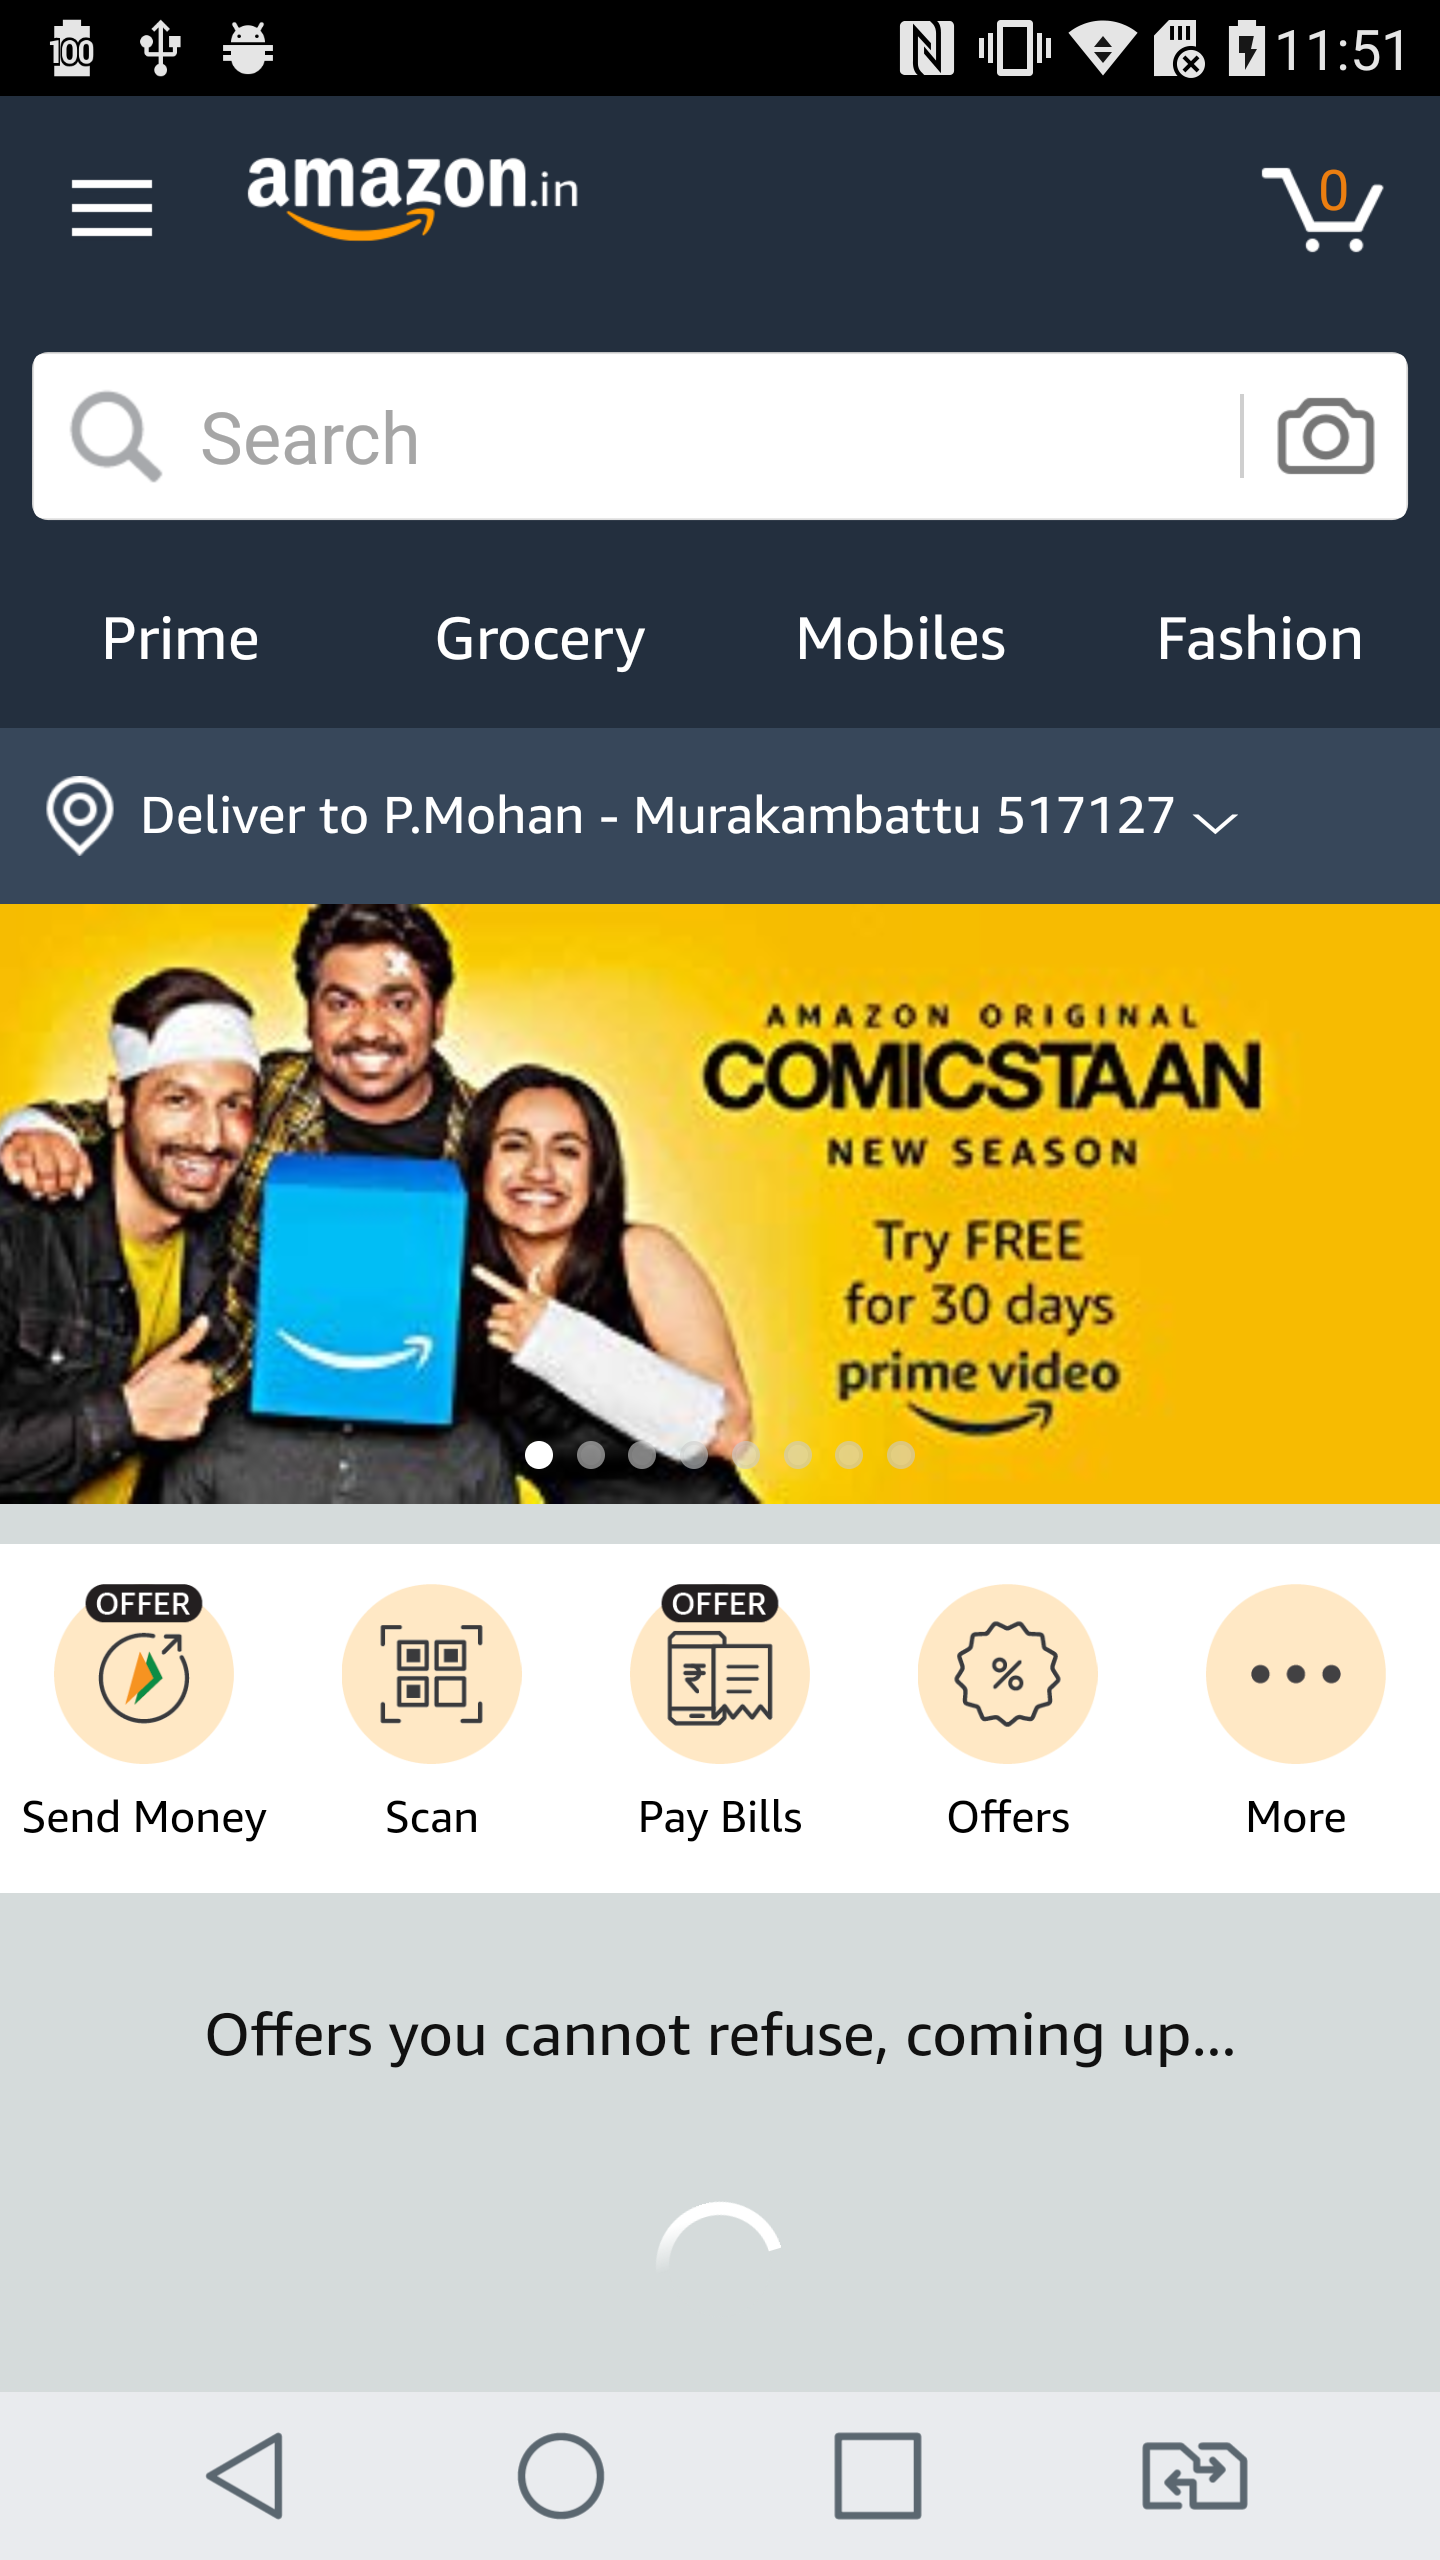 100
11:51
amazon.in
0
Search
Prime Grocery Mobiles Fashion
Deliver to P.Mohan - Murakambattu 517127
AMAZON ORIGINAL
COMICSTAAN
NEW SEASON
Try FREE
for 30 days
prime video
OFFER OFFER
Send Money Scan Pay Bills Offers More
Offers you cannot refuse, coming up...